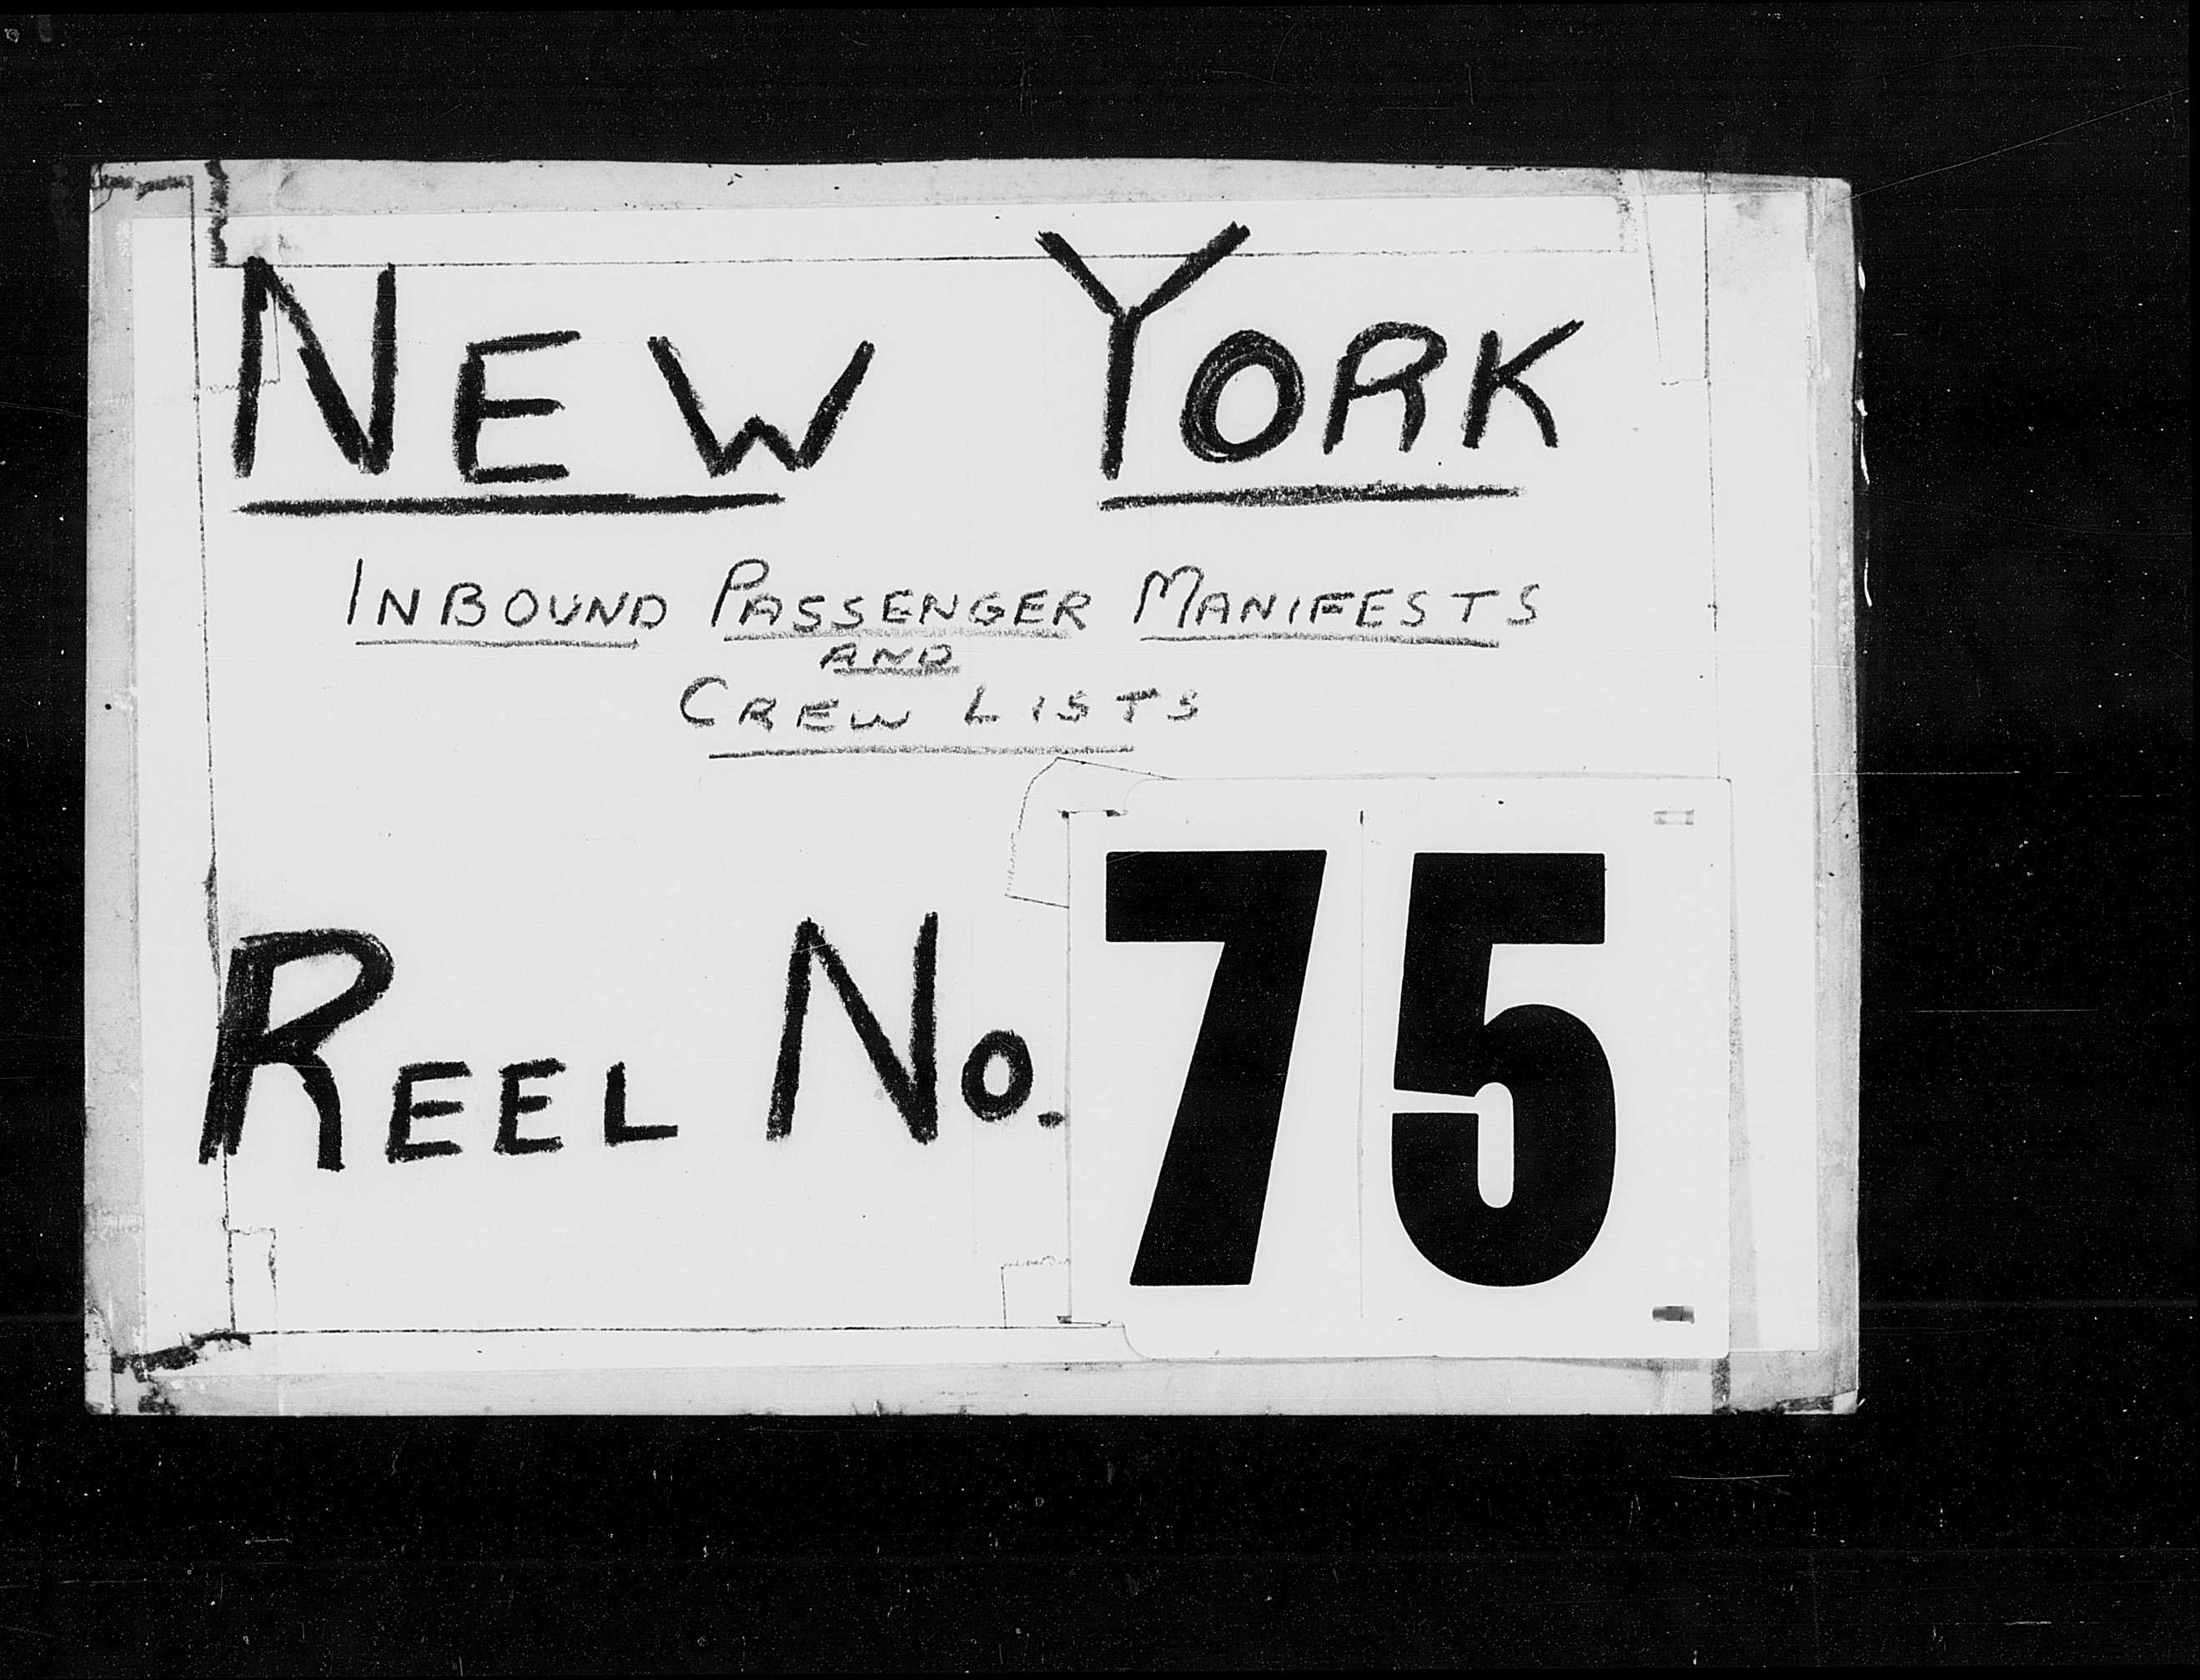 NEW YORK
INBOUND PASSENGER MANIFESTS
AND
CREW LISTS
REEL NO. 75